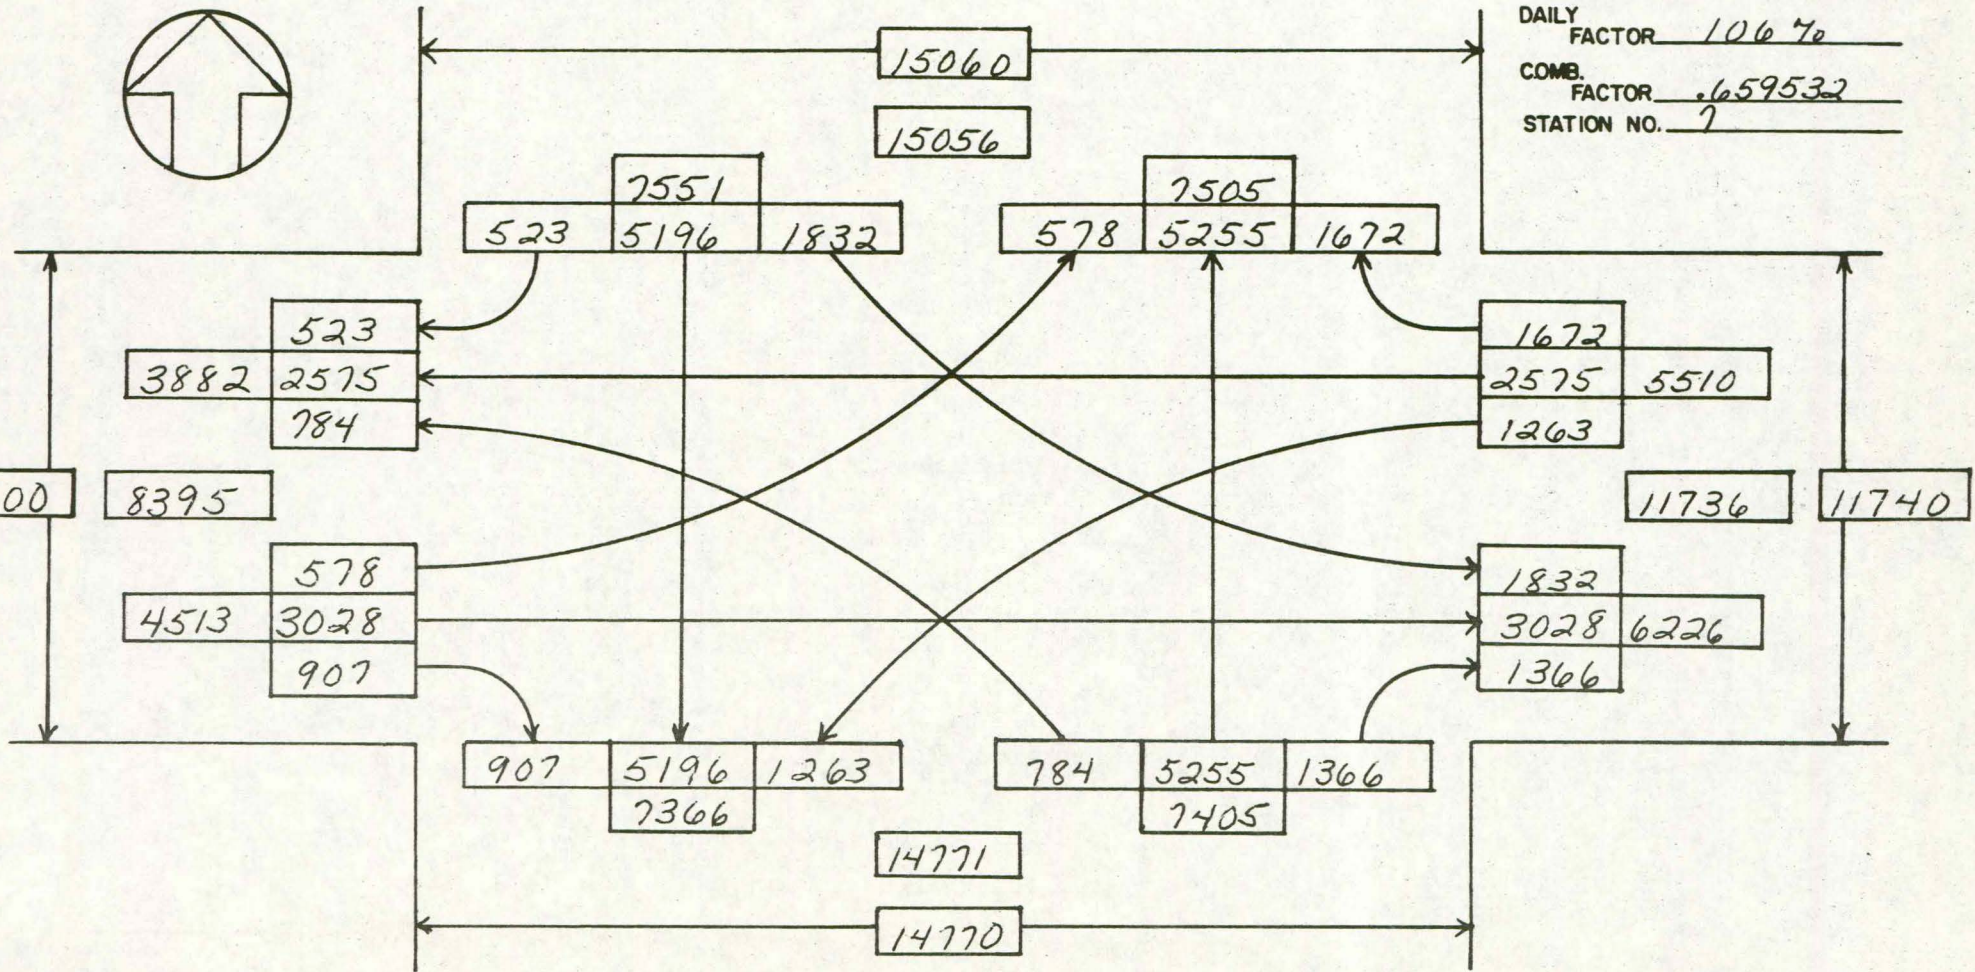 DAILY
FACTOR 106 %
COMB.
FACTOR .659532
STATION NO. 7
15060
15056
7551
7505
523 5196 1832
578 5255 1672
523
3882 2575
784
1672
2575 5510
1263
00
8395
11736
11740
578
4513 3028
907
1832
3028 6226
1366
907 5196 1263
7366
784 5255 1366
7405
14771
14770